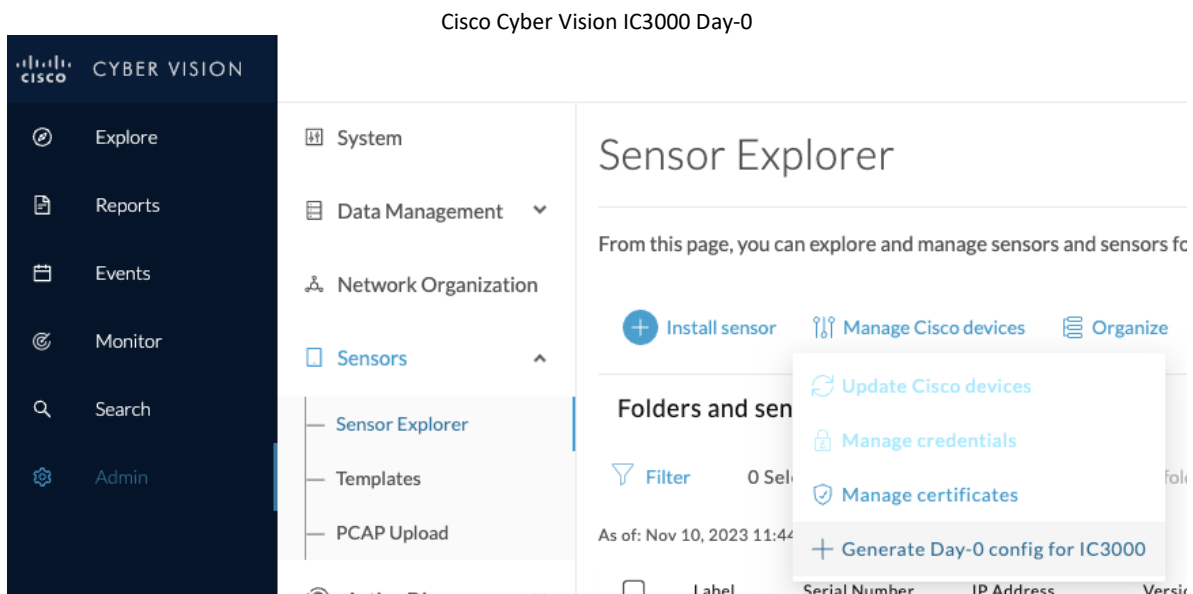 Cisco Cyber Vision IC3000 Day-0
cisco CYBER VISION
Explore
Reports
Events
Monitor
Search
Admin
System
Data Management
Network Organization
Sensors
Sensor Explorer
Templates
PCAP Upload
Sensor Explorer
From this page, you can explore and manage sensors and sensors fo
Install sensor Manage Cisco devices Organize
Update Cisco devices
Manage credentials
Manage certificates
Generate Day-0 config for IC3000
Folders and sen
Filter 0 Sel
As of: Nov 10, 2023 11:44
Label Serial Number IP Address Versio